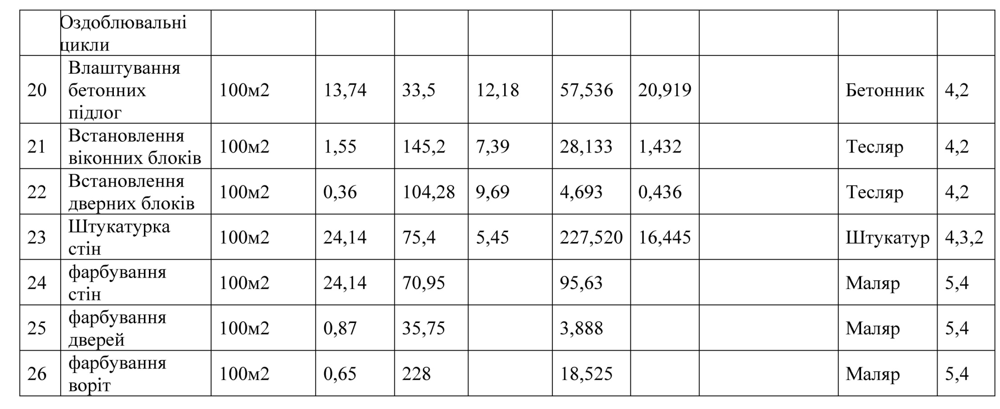 Оздоблювальні
цикли
20 Влаштування бетонних підлог 100м2 13,74 33,5 12,18 57,536 20,919 Бетонник 4,2
21 Встановлення віконних блоків 100м2 1,55 145,2 7,39 28,133 1,432 Тесляр 4,2
22 Встановлення дверних блоків 100м2 0,36 104,28 9,69 4,693 0,436 Тесляр 4,2
23 Штукатурка стін 100м2 24,14 75,4 5,45 227,520 16,445 Штукатур 4,3,2
24 фарбування стін 100м2 24,14 70,95 95,63 Маляр 5,4
25 фарбування дверей 100м2 0,87 35,75 3,888 Маляр 5,4
26 фарбування воріт 100м2 0,65 228 18,525 Маляр 5,4